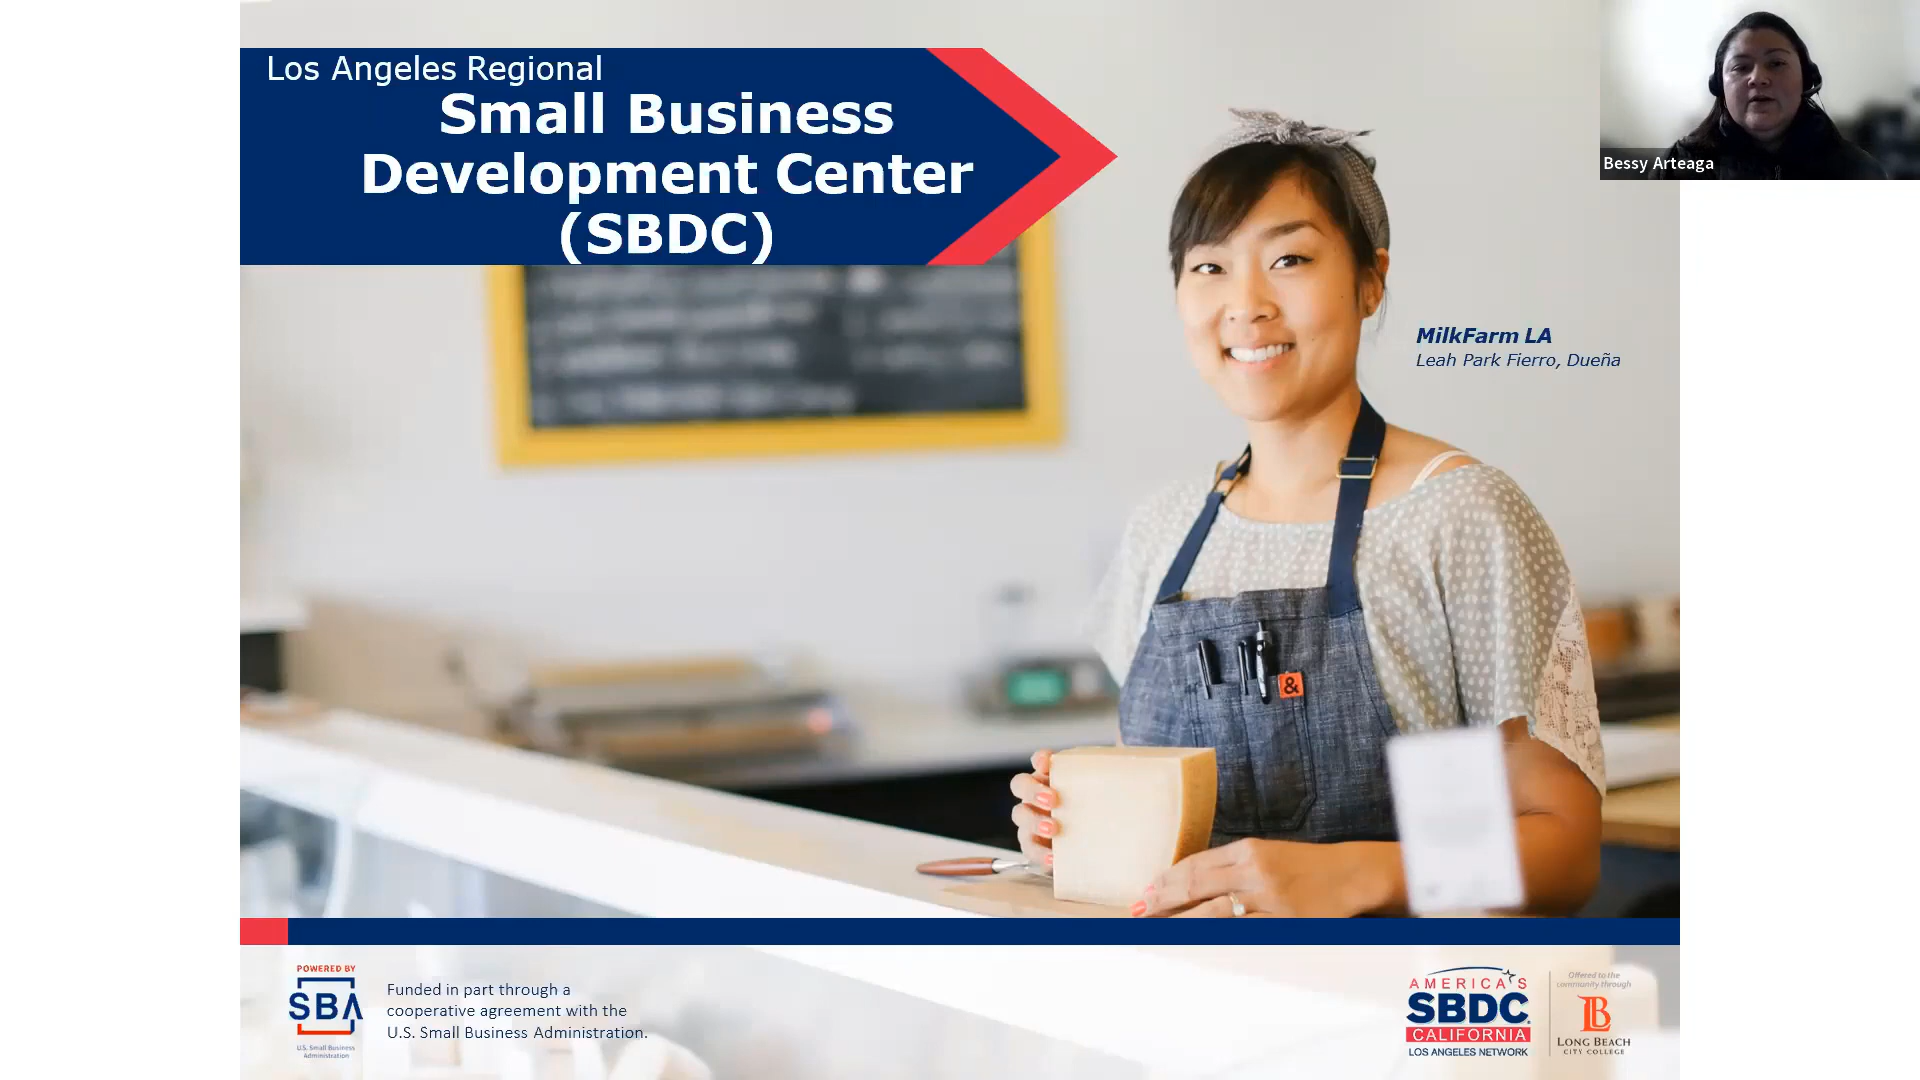 Los Angeles Regional
Small Business
Development Center
(SBDC)
Bessy Arteaga
MilkFarm LA
Leah Park Fierro, Dueña
&
POWERED BY
SBA
U.S. Small Business
Administration
Funded in part through a
cooperative agreement with the
U.S. Small Business Administration.
AMERICA'S
SBDC
CALIFORNIA
LOS ANGELES NETWORK
Offered to the
community through
LB
LONG BEACH
CITY COLLEGE